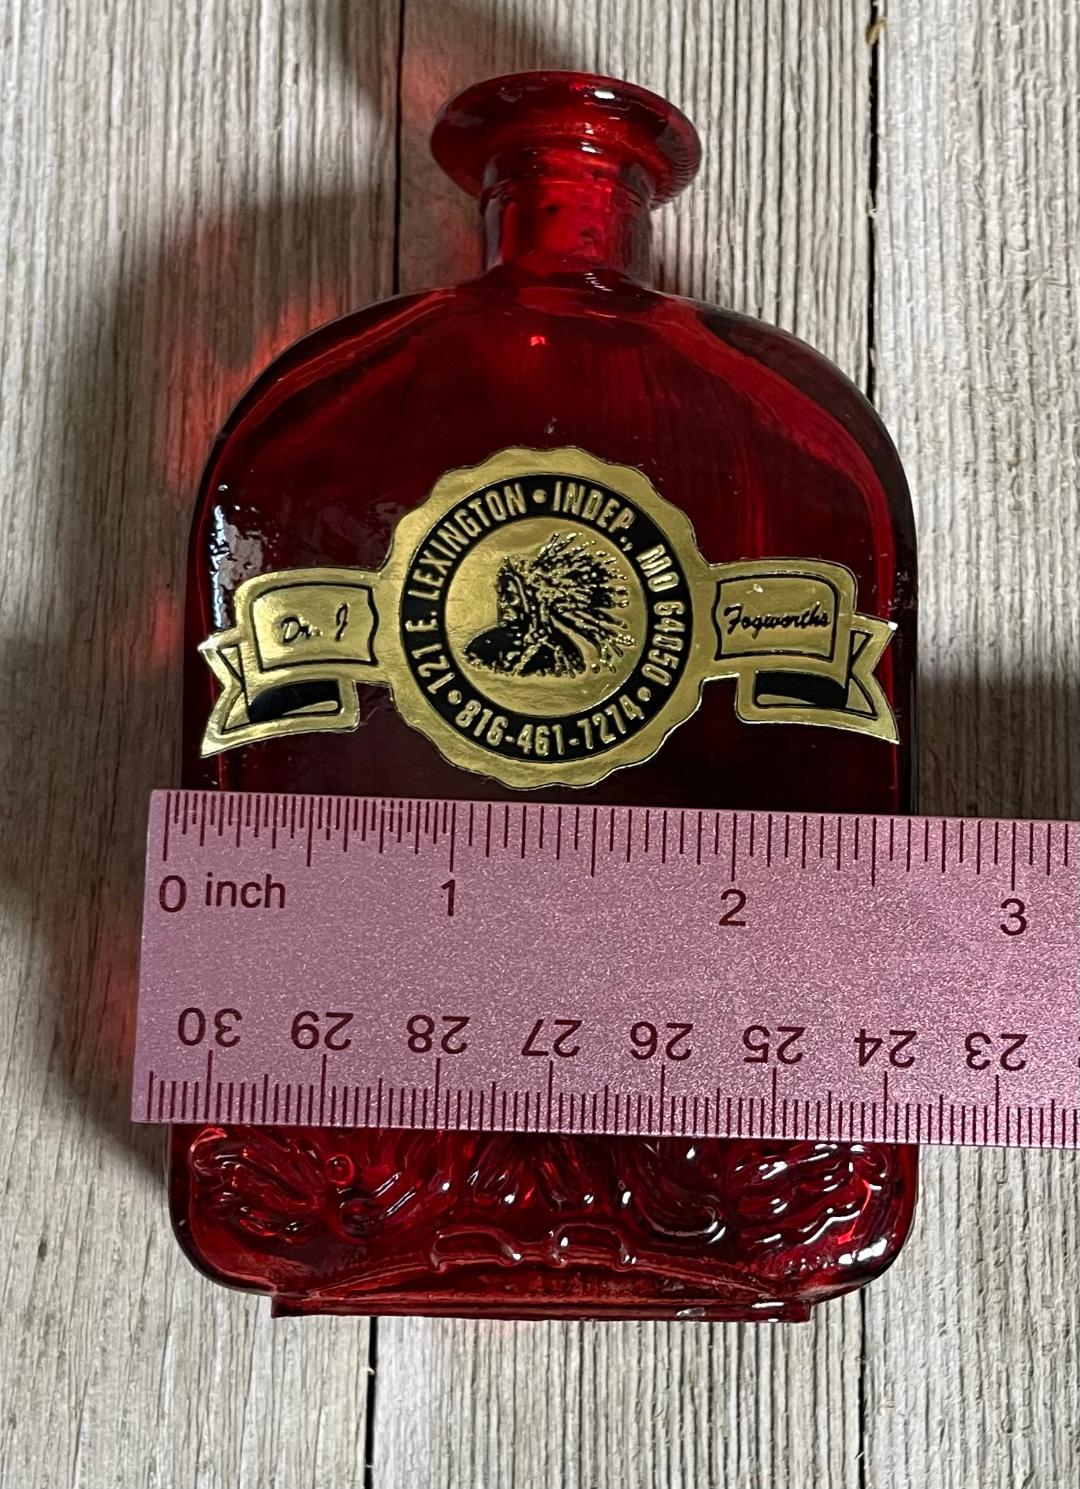 121 E. LEXINGTON • INDEP., MO 64050 • 816-461-7274 •
Dr. J
Fogworths
0 inch 1 2 3
30 29 28 27 26 25 24 23